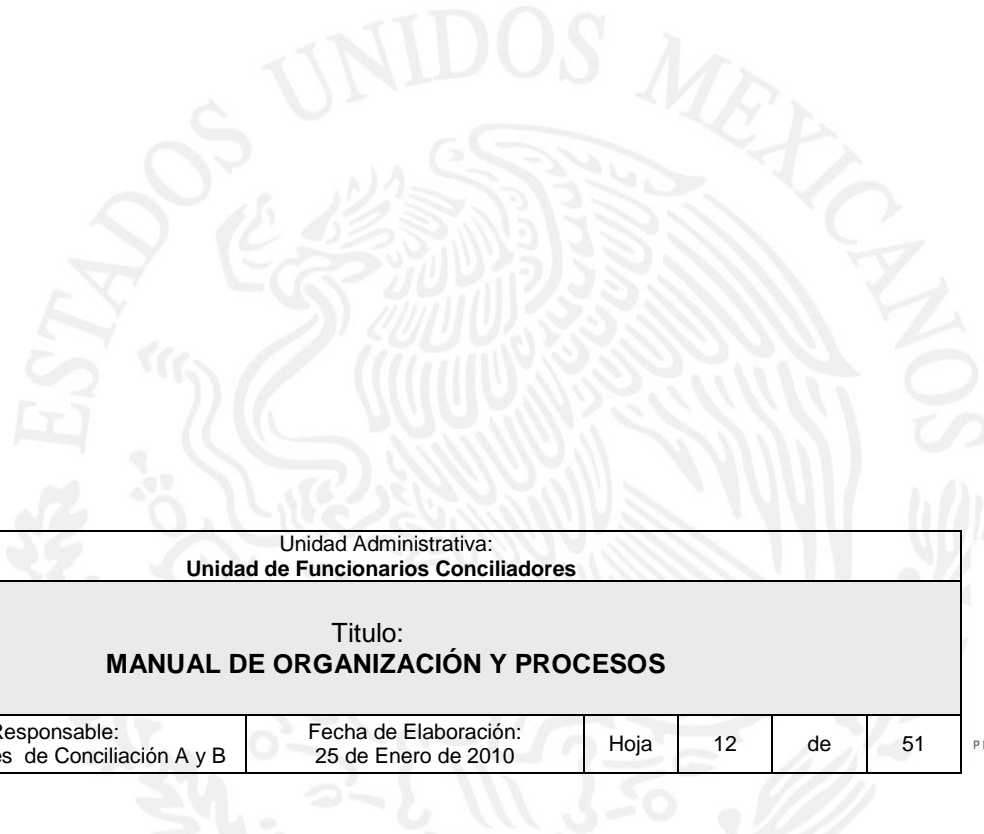 ESTADOS UNIDOS MEXICANOS
Unidad Administrativa:
Unidad de Funcionarios Conciliadores
Titulo:
MANUAL DE ORGANIZACIÓN Y PROCESOS
Responsable:
de Conciliación A y B
Fecha de Elaboración:
25 de Enero de 2010
Hoja
12
de
51